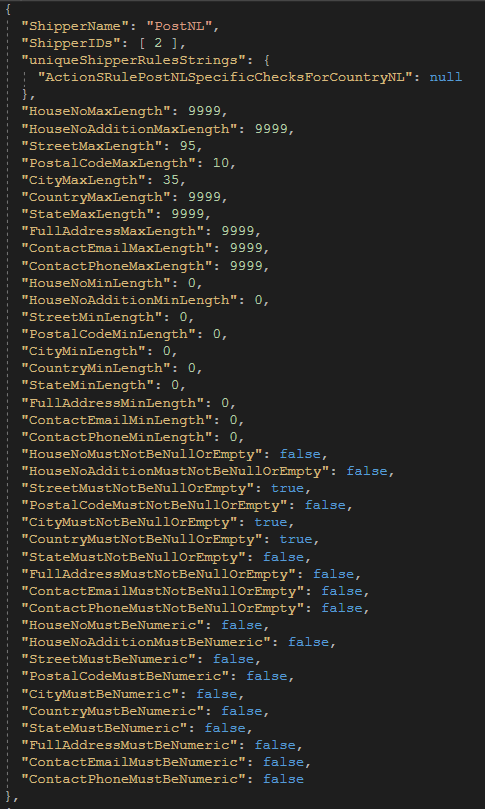 {
"ShipperName": "PostNL",
"ShipperIDs": [ 2 ],
"uniqueShipperRulesStrings": {
"ActionSRulePostNLSpecificChecksForCountryNL": null
},
"HouseNoMaxLength": 9999,
"HouseNoAdditionMaxLength": 9999,
"StreetMaxLength": 95,
"PostalCodeMaxLength": 10,
"CityMaxLength": 35,
"CountryMaxLength": 9999,
"StateMaxLength": 9999,
"FullAddressMaxLength": 9999,
"ContactEmailMaxLength": 9999,
"ContactPhoneMaxLength": 9999,
"HouseNoMinLength": 0,
"HouseNoAdditionMinLength": 0,
"StreetMinLength": 0,
"PostalCodeMinLength": 0,
"CityMinLength": 0,
"CountryMinLength": 0,
"StateMinLength": 0,
"FullAddressMinLength": 0,
"ContactEmailMinLength": 0,
"ContactPhoneMinLength": 0,
"HouseNoMustNotBeNullOrEmpty": false,
"HouseNoAdditionMustNotBeNullOrEmpty": false,
"StreetMustNotBeNullOrEmpty": true,
"PostalCodeMustNotBeNullOrEmpty": false,
"CityMustNotBeNullOrEmpty": true,
"CountryMustNotBeNullOrEmpty": true,
"StateMustNotBeNullOrEmpty": false,
"FullAddressMustNotBeNullOrEmpty": false,
"ContactEmailMustNotBeNullOrEmpty": false,
"ContactPhoneMustNotBeNullOrEmpty": false,
"HouseNoMustBeNumeric": false,
"HouseNoAdditionMustBeNumeric": false,
"StreetMustBeNumeric": false,
"PostalCodeMustBeNumeric": false,
"CityMustBeNumeric": false,
"CountryMustBeNumeric": false,
"StateMustBeNumeric": false,
"FullAddressMustBeNumeric": false,
"ContactEmailMustBeNumeric": false,
"ContactPhoneMustBeNumeric": false
},